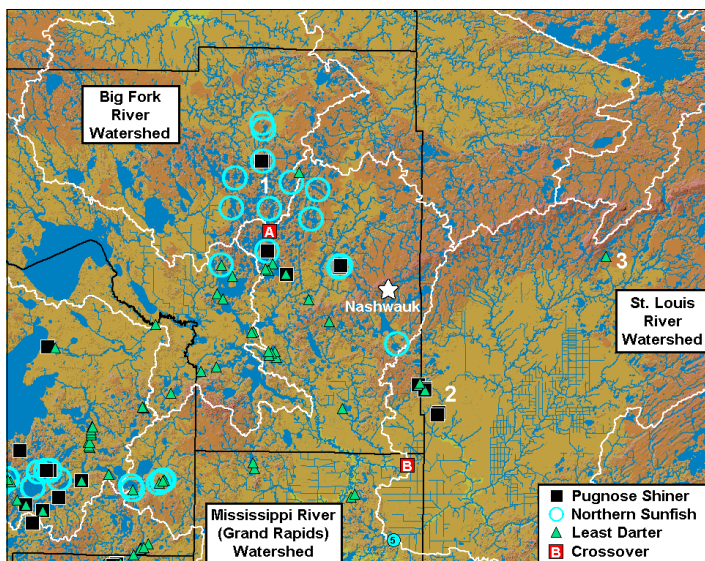 Big Fork
River
Watershed
1
A
3
Nashwauk
St. Louis
River
Watershed
2
B
Mississippi River
(Grand Rapids)
Watershed
5
Pugnose Shiner
Northern Sunfish
Least Darter
B Crossover